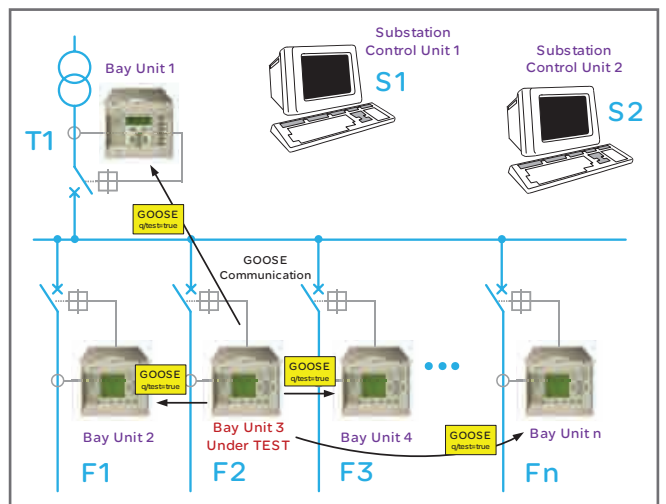 Substation
Control Unit 1
S1
Substation
Control Unit 2
S2
Bay Unit 1
T1
GOOSE
q/test=true
GOOSE
Communication
GOOSE
q/test=true
GOOSE
q/test=true
Bay Unit 2
Bay Unit 3
Under TEST
Bay Unit 4
GOOSE
q/test=true
Bay Unit n
F1
F2
F3
Fn